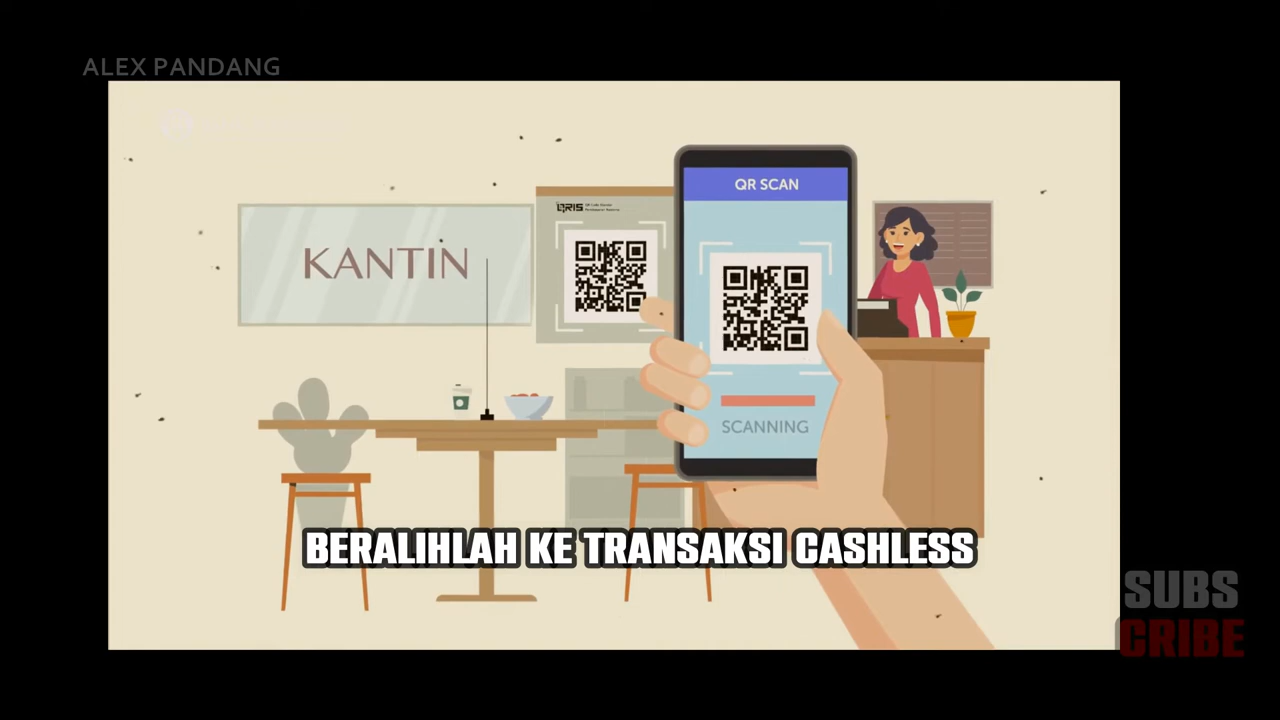 ALEX PANDANG
QR SCAN
QRIS
KANTIN
SCANNING
BERALIHLAH KE TRANSAKSI CASHLESS
SUBS
CRIBE